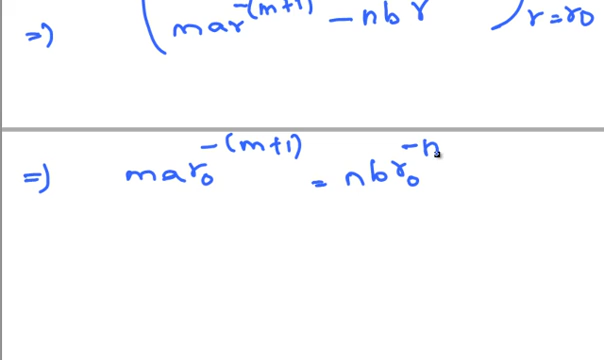 => ( mar^-(m+1) - nbr ) r=r0
=> mar0^-(m+1) = nbr0^-n